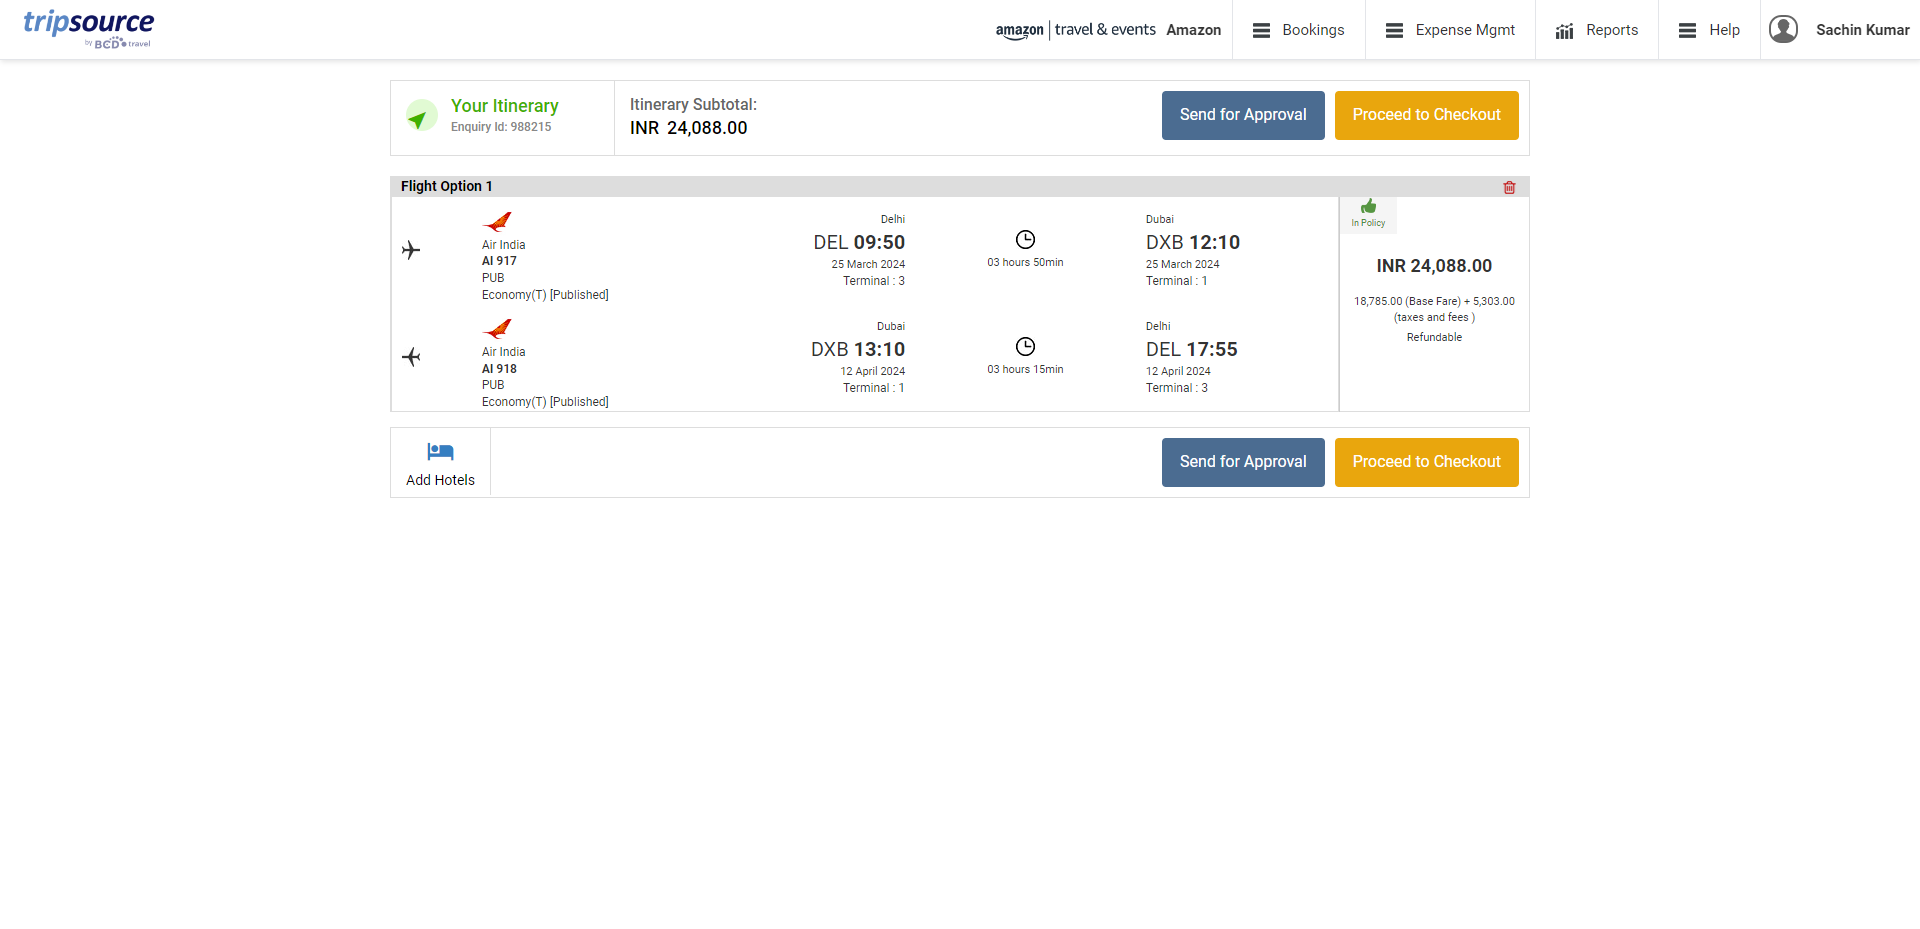 tripsource
by BCD travel
amazon | travel & events Amazon
Bookings
Expense Mgmt
Reports
Help
Sachin Kumar
Your Itinerary
Enquiry Id: 988215
Itinerary Subtotal:
INR 24,088.00
Send for Approval
Proceed to Checkout
Flight Option 1
Air India
AI 917
PUB
Economy(T) [Published]
Delhi
DEL 09:50
25 March 2024
Terminal : 3
03 hours 50min
Dubai
DXB 12:10
25 March 2024
Terminal : 1
In Policy
INR 24,088.00
18,785.00 (Base Fare) + 5,303.00
(taxes and fees )
Refundable
Air India
AI 918
PUB
Economy(T) [Published]
Dubai
DXB 13:10
12 April 2024
Terminal : 1
03 hours 15min
Delhi
DEL 17:55
12 April 2024
Terminal : 3
Add Hotels
Send for Approval
Proceed to Checkout